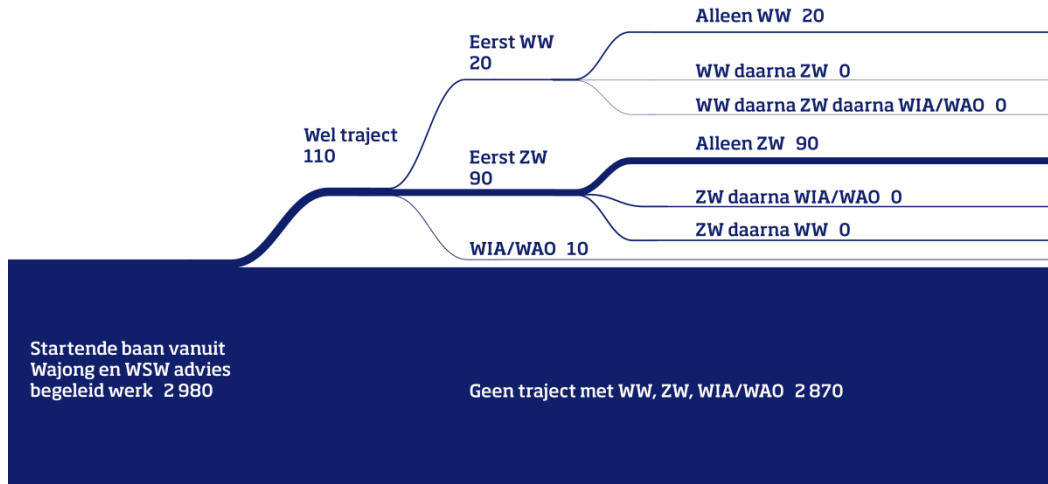 Alleen WW 20
Eerst WW
20
WW daarna ZW 0
WW daarna ZW daarna WIA/WAO 0
Wel traject
110
Alleen ZW 90
Eerst ZW
90
ZW daarna WIA/WAO 0
ZW daarna WW 0
WIA/WAO 10
Startende baan vanuit
Wajong en WSW advies
begeleid werk 2 980
Geen traject met WW, ZW, WIA/WAO 2 870